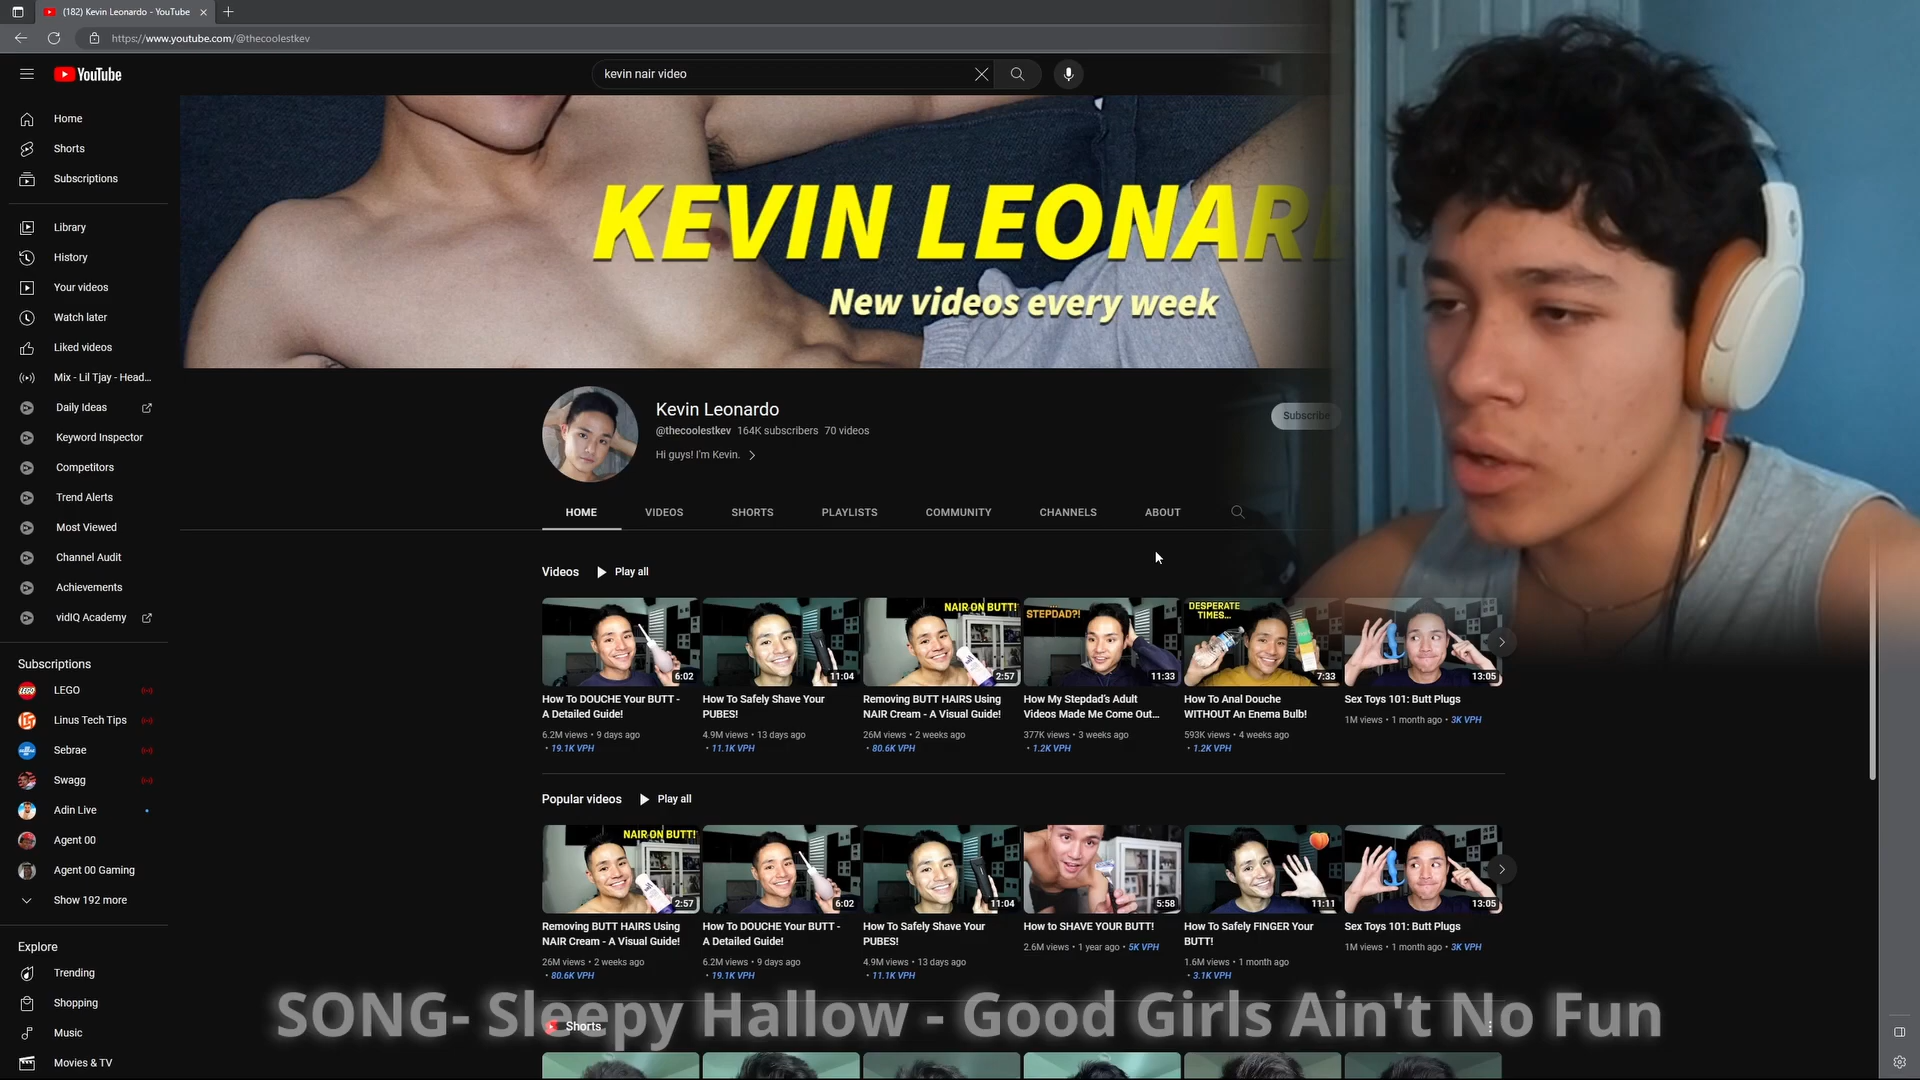 (182) Kevin Leonardo - YouTube
https://www.youtube.com/@thecoolestkev
YouTube
kevin nair video
Home
Shorts
Subscriptions
Library
History
Your videos
Watch later
Liked videos
Mix - Lil Tjay - Head...
Daily Ideas
Keyword Inspector
Competitors
Trend Alerts
Most Viewed
Channel Audit
Achievements
vidIQ Academy
Subscriptions
LEGO
Linus Tech Tips
Sebrae
Swagg
Adin Live
Agent 00
Agent 00 Gaming
Show 192 more
Explore
Trending
Shopping
Music
Movies & TV
KEVIN LEONAR
New videos every week
Kevin Leonardo
@thecoolestkev 164K subscribers 70 videos
Hi guys! I'm Kevin.
Subscribe
HOME VIDEOS SHORTS PLAYLISTS COMMUNITY CHANNELS ABOUT
Videos Play all
6:02
How To DOUCHE Your BUTT -
A Detailed Guide!
6.2M views • 9 days ago
• 19.1K VPH
11:04
How To Safely Shave Your
PUBES!
4.9M views • 13 days ago
• 11.1K VPH
NAIR ON BUTT!
2:57
Removing BUTT HAIRS Using
NAIR Cream - A Visual Guide!
26M views • 2 weeks ago
• 80.6K VPH
STEPDAD?!
11:33
How My Stepdad's Adult
Videos Made Me Come Out...
377K views • 3 weeks ago
• 1.2K VPH
DESPERATE
TIMES...
7:33
How To Anal Douche
WITHOUT An Enema Bulb!
593K views • 4 weeks ago
• 1.2K VPH
13:05
Sex Toys 101: Butt Plugs
1M views • 1 month ago • 3K VPH
Popular videos Play all
NAIR ON BUTT!
2:57
Removing BUTT HAIRS Using
NAIR Cream - A Visual Guide!
26M views • 2 weeks ago
• 80.6K VPH
6:02
How To DOUCHE Your BUTT -
A Detailed Guide!
6.2M views • 9 days ago
• 19.1K VPH
11:04
How To Safely Shave Your
PUBES!
4.9M views • 13 days ago
• 11.1K VPH
5:58
How to SHAVE YOUR BUTT!
2.6M views • 1 year ago • 5K VPH
11:11
How To Safely FINGER Your
BUTT!
1.6M views • 1 month ago
• 3.1K VPH
13:05
Sex Toys 101: Butt Plugs
1M views • 1 month ago • 3K VPH
Shorts
SONG- Sleepy Hallow - Good Girls Ain't No Fun